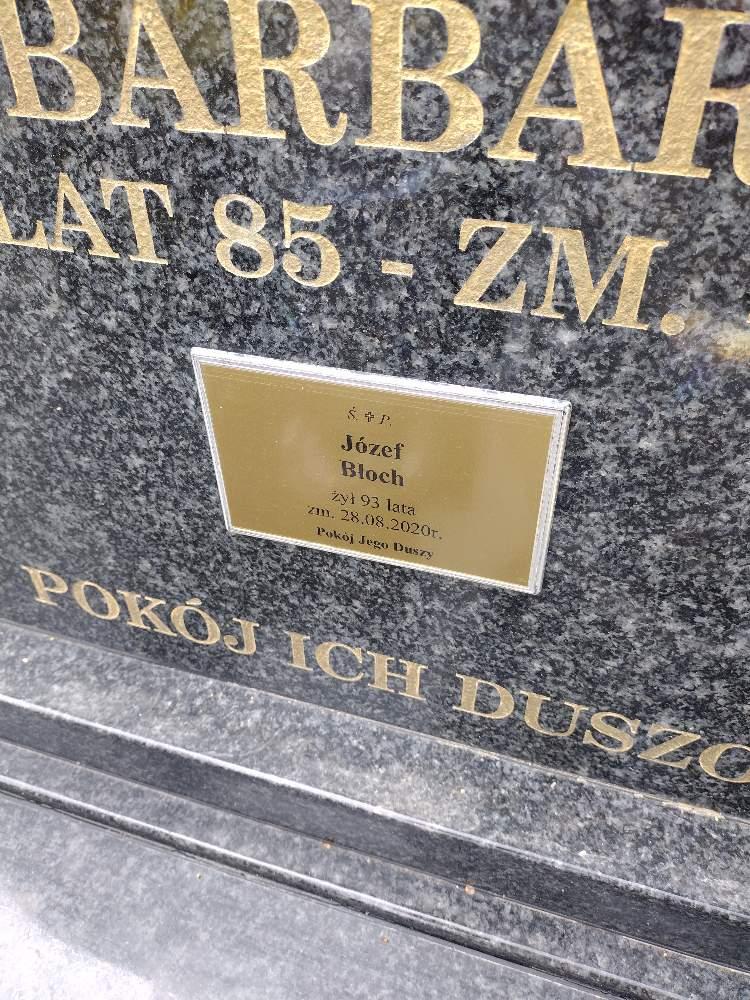 BARBAR
LAT 85 - ZM.
Ś. ✝ P.
Józef
Błoch
żył 93 lata
zm. 28.08.2020r.
Pokój Jego Duszy
POKÓJ ICH DUSZO